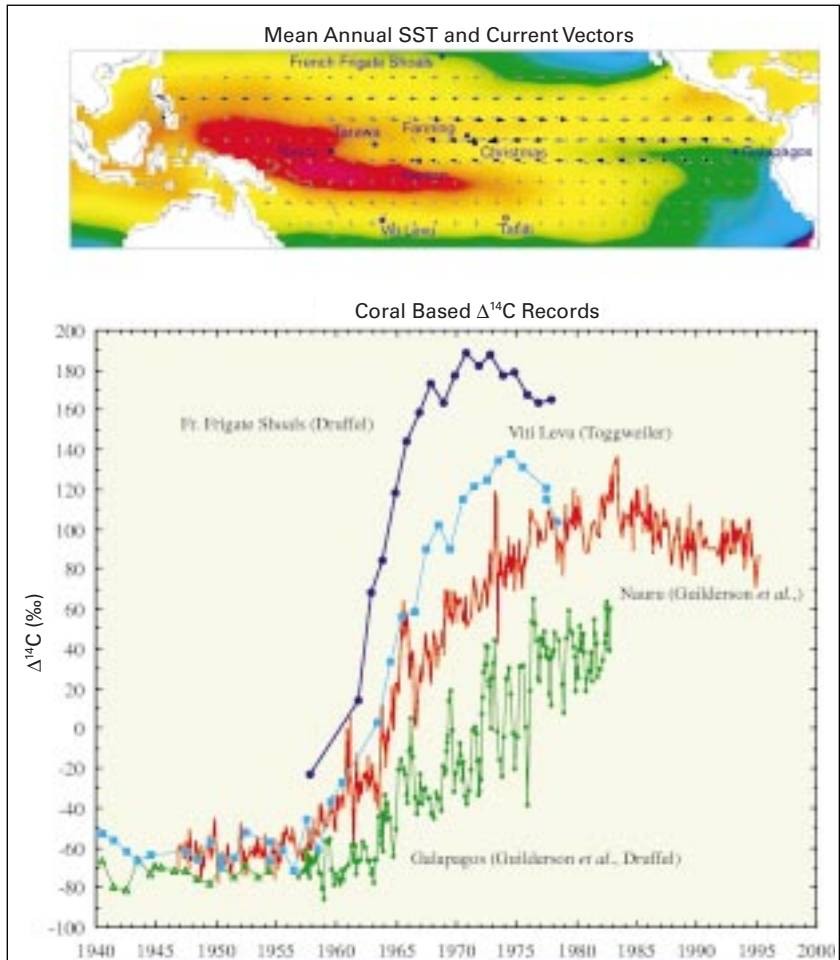 Mean Annual SST and Current Vectors
French Frigate Shoals
Tarawa
Fanning
Christmas
Galapagos
Viti Levu
Tahiti
Coral Based Δ¹⁴C Records
200
180
160
140
120
100
80
60
40
20
0
-20
-40
-60
-80
-100
Δ¹⁴C (‰)
Fr. Frigate Shoals (Druffel)
Viti Levu (Toggweiler)
Nauru (Guilderson et al.,)
Galapagos (Guilderson et al., Druffel)
1940 1945 1950 1955 1960 1965 1970 1975 1980 1985 1990 1995 2000